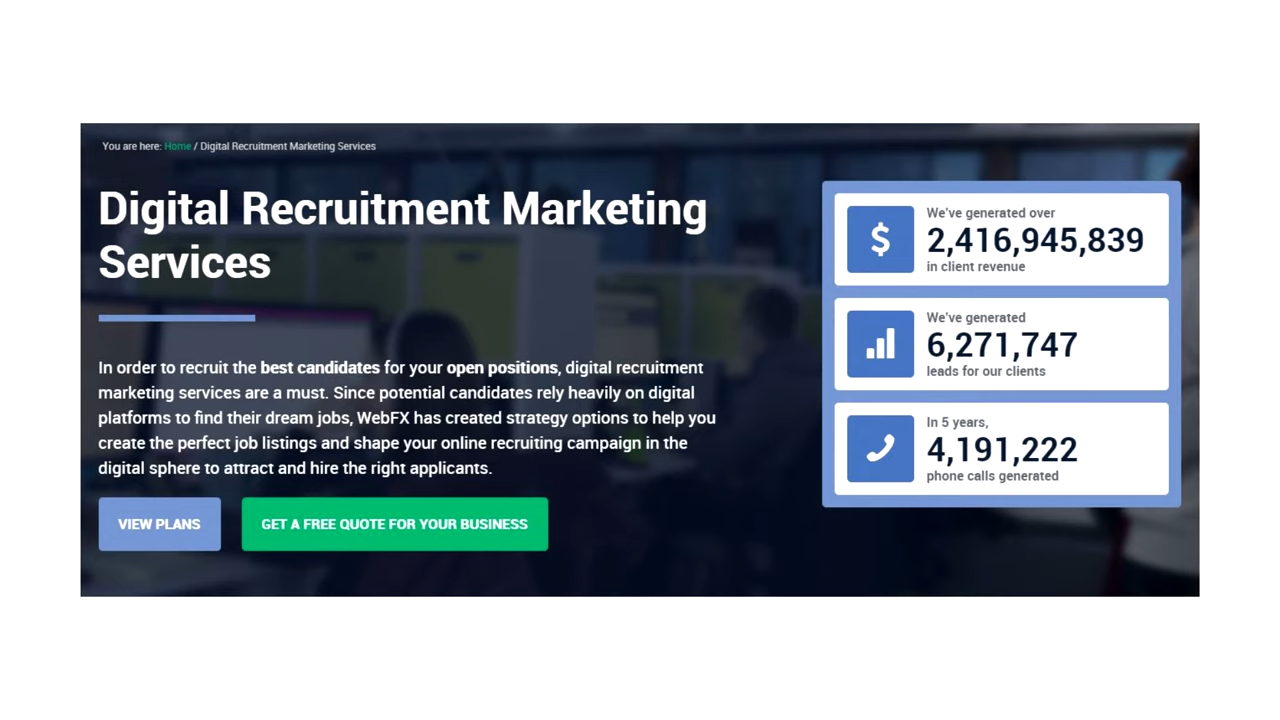 You are here: Home / Digital Recruitment Marketing Services
Digital Recruitment Marketing
Services
In order to recruit the best candidates for your open positions, digital recruitment
marketing services are a must. Since potential candidates rely heavily on digital
platforms to find their dream jobs, WebFX has created strategy options to help you
create the perfect job listings and shape your online recruiting campaign in the
digital sphere to attract and hire the right applicants.
VIEW PLANS
GET A FREE QUOTE FOR YOUR BUSINESS
We've generated over
2,416,945,839
in client revenue
We've generated
6,271,747
leads for our clients
In 5 years,
4,191,222
phone calls generated